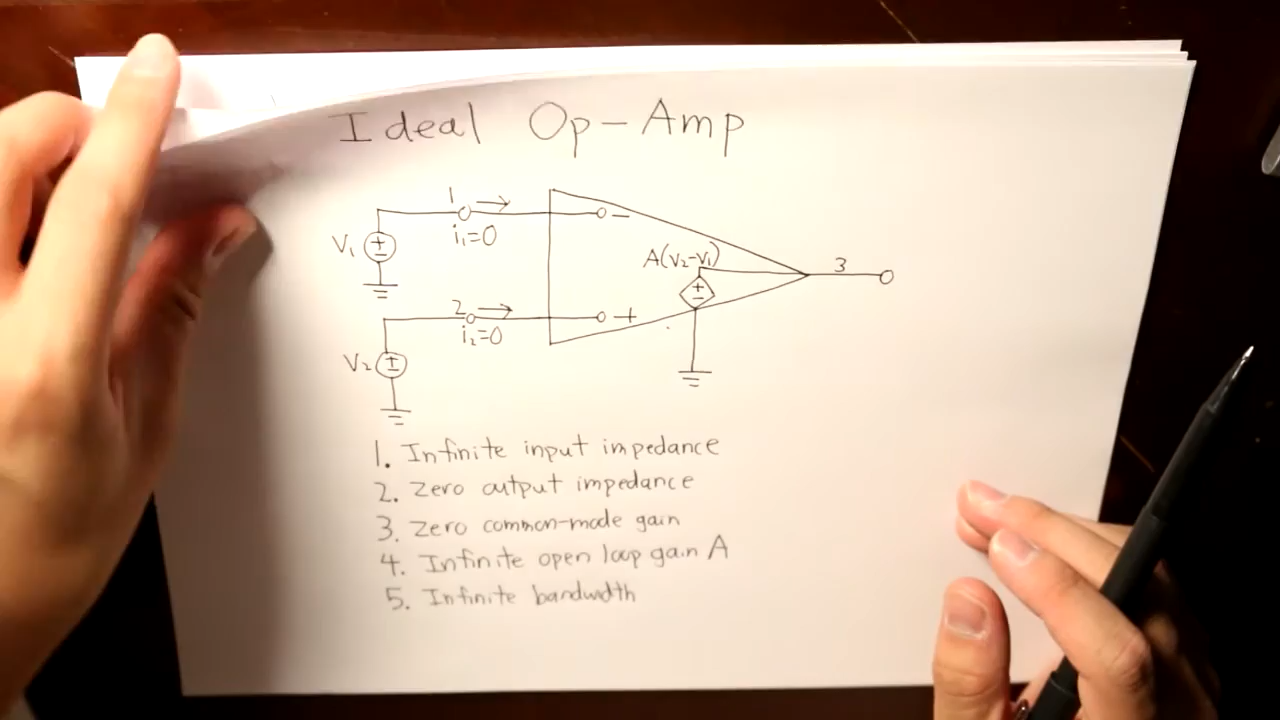 Ideal Op-Amp
1
i₁=0
−
V₁
+
−
A(V₂-V₁)
3
+
−
2
i₂=0
+
V₂
+
−
1. Infinite input impedance
2. Zero output impedance
3. Zero common-mode gain
4. Infinite open loop gain A
5. Infinite bandwidth